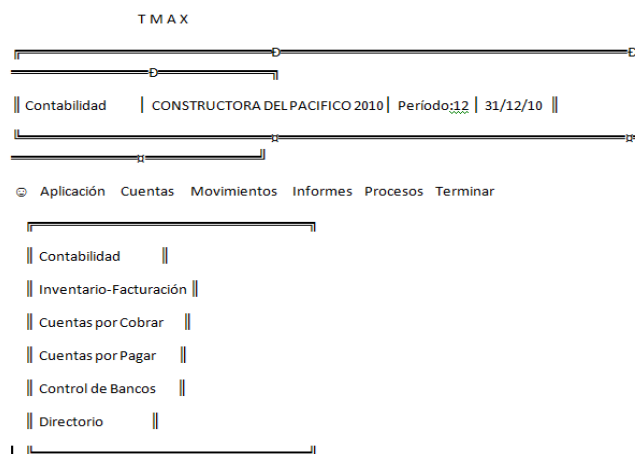 T M A X
╔════════════════════════Ð════════════════════════════════Ð
═════════════Ð═══════════╗
║ Contabilidad │ CONSTRUCTORA DEL PACIFICO 2010│ Período:12 │ 31/12/10 ║
╚════════════════════════¤════════════════════════════════¤═
════════════¤═══════════╝
☺ Aplicación Cuentas Movimientos Informes Procesos Terminar
╔══════════════════════════╗
║ Contabilidad ║
║ Inventario-Facturación ║
║ Cuentas por Cobrar ║
║ Cuentas por Pagar ║
║ Control de Bancos ║
║ Directorio ║
╚══════════════════════════╝